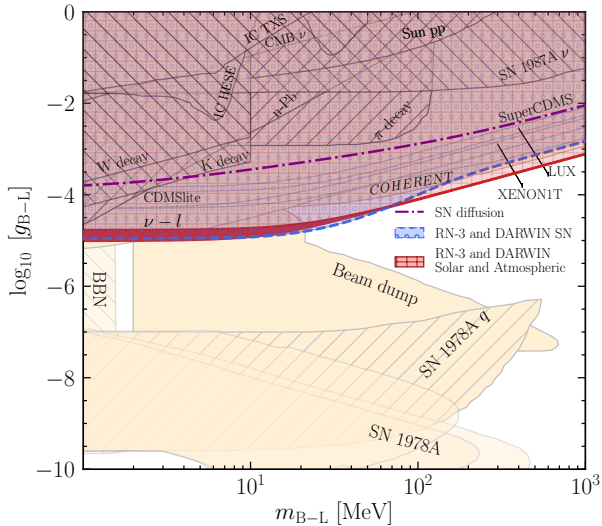 0
−2
−4
−6
−8
−10
log₁₀ [g_B−L]
IC TXS
CMB ν
Sun pp
SN 1987A ν
IC HESE
n-Pb
π decay
SuperCDMS
W decay
K decay
CDMSlite
COHERENT
LUX
XENON1T
ν − l
SN diffusion
RN-3 and DARWIN SN
RN-3 and DARWIN
Solar and Atmospheric
BBN
Beam dump
SN 1978A q
SN 1978A
10¹
10²
10³
m_B−L [MeV]